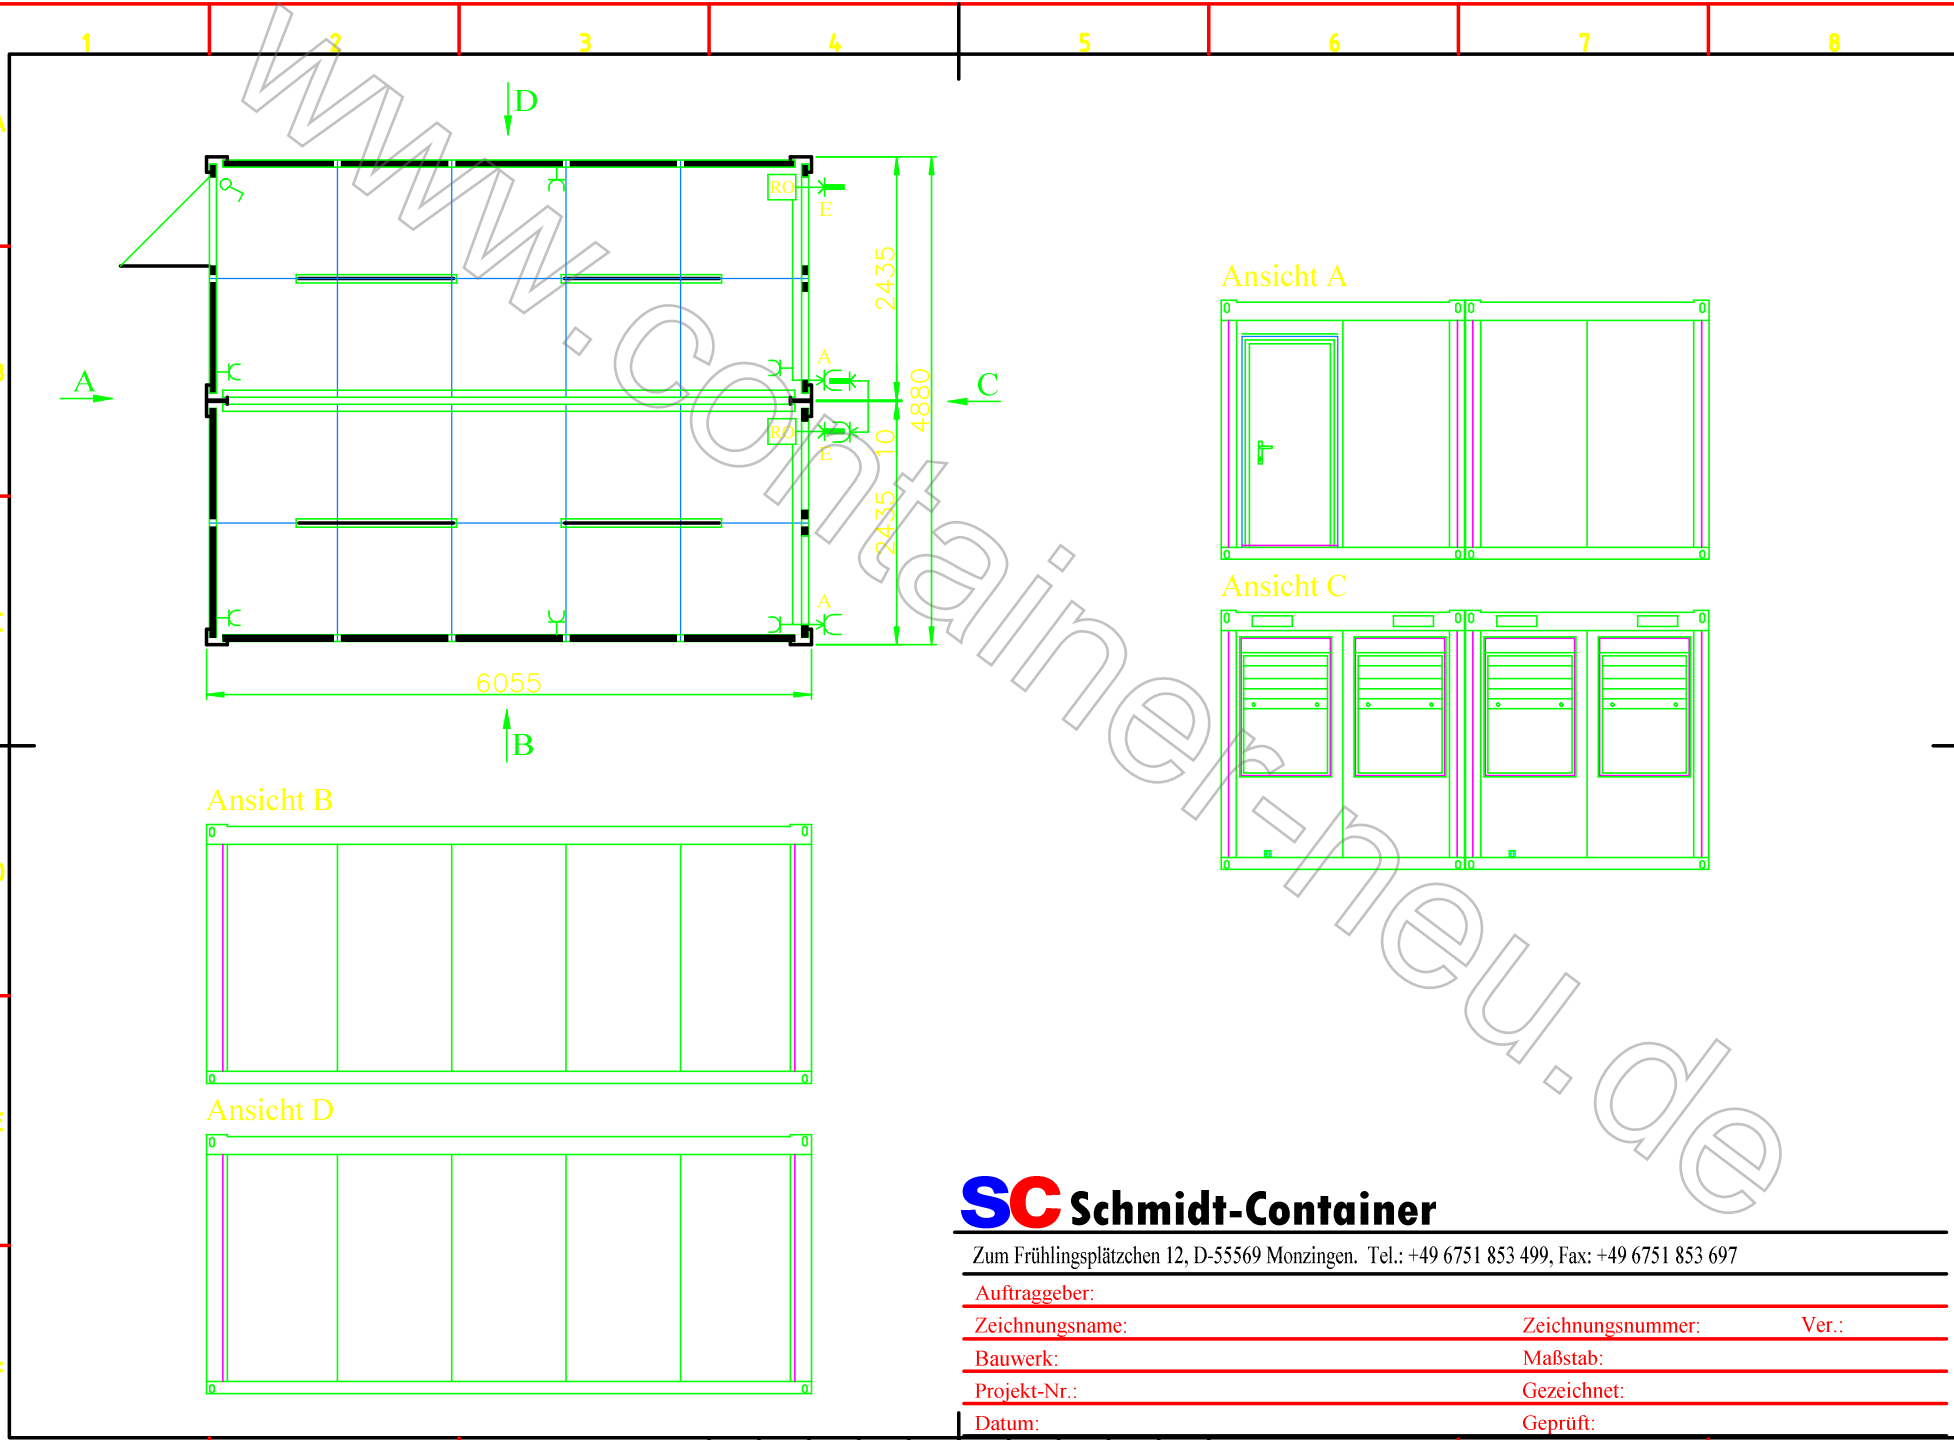 1 2 3 4 5 6 7 8
D
RO
E
2435
A
A
C
4880
10
RO
E
2435
A
6055
B
Ansicht A
Ansicht C
Ansicht B
Ansicht D
www.container-neu.de
SC Schmidt-Container
Zum Frühlingsplätzchen 12, D-55569 Monzingen. Tel.: +49 6751 853 499, Fax: +49 6751 853 697
Auftraggeber:
Zeichnungsname: Zeichnungsnummer: Ver.:
Bauwerk: Maßstab:
Projekt-Nr.: Gezeichnet:
Datum: Geprüft: